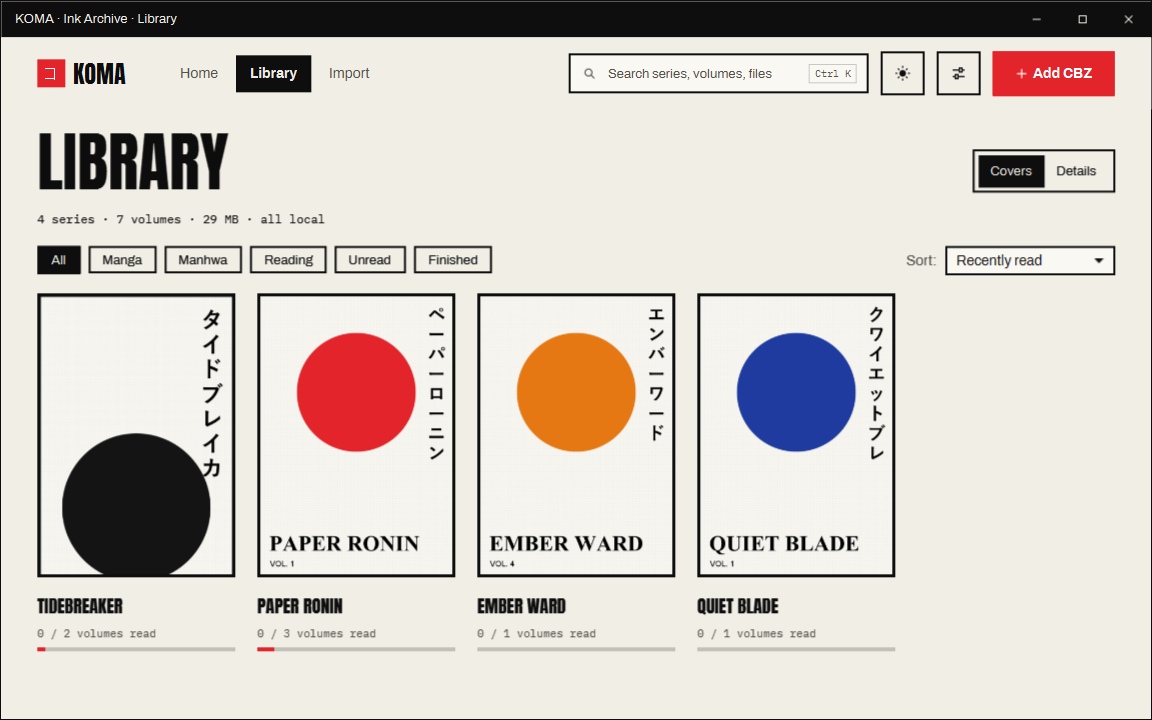 KOMA · Ink Archive · Library
KOMA
Home
Library
Import
Search series, volumes, files
Ctrl K
+ Add CBZ
LIBRARY
Covers
Details
4 series · 7 volumes · 29 MB · all local
All
Manga
Manhwa
Reading
Unread
Finished
Sort:
Recently read
タイドブレイカ
ペーパーローニン
PAPER RONIN
VOL. 1
エンバーワード
EMBER WARD
VOL. 4
クワイエットブレ
QUIET BLADE
VOL. 1
TIDEBREAKER
0 / 2 volumes read
PAPER RONIN
0 / 3 volumes read
EMBER WARD
0 / 1 volumes read
QUIET BLADE
0 / 1 volumes read